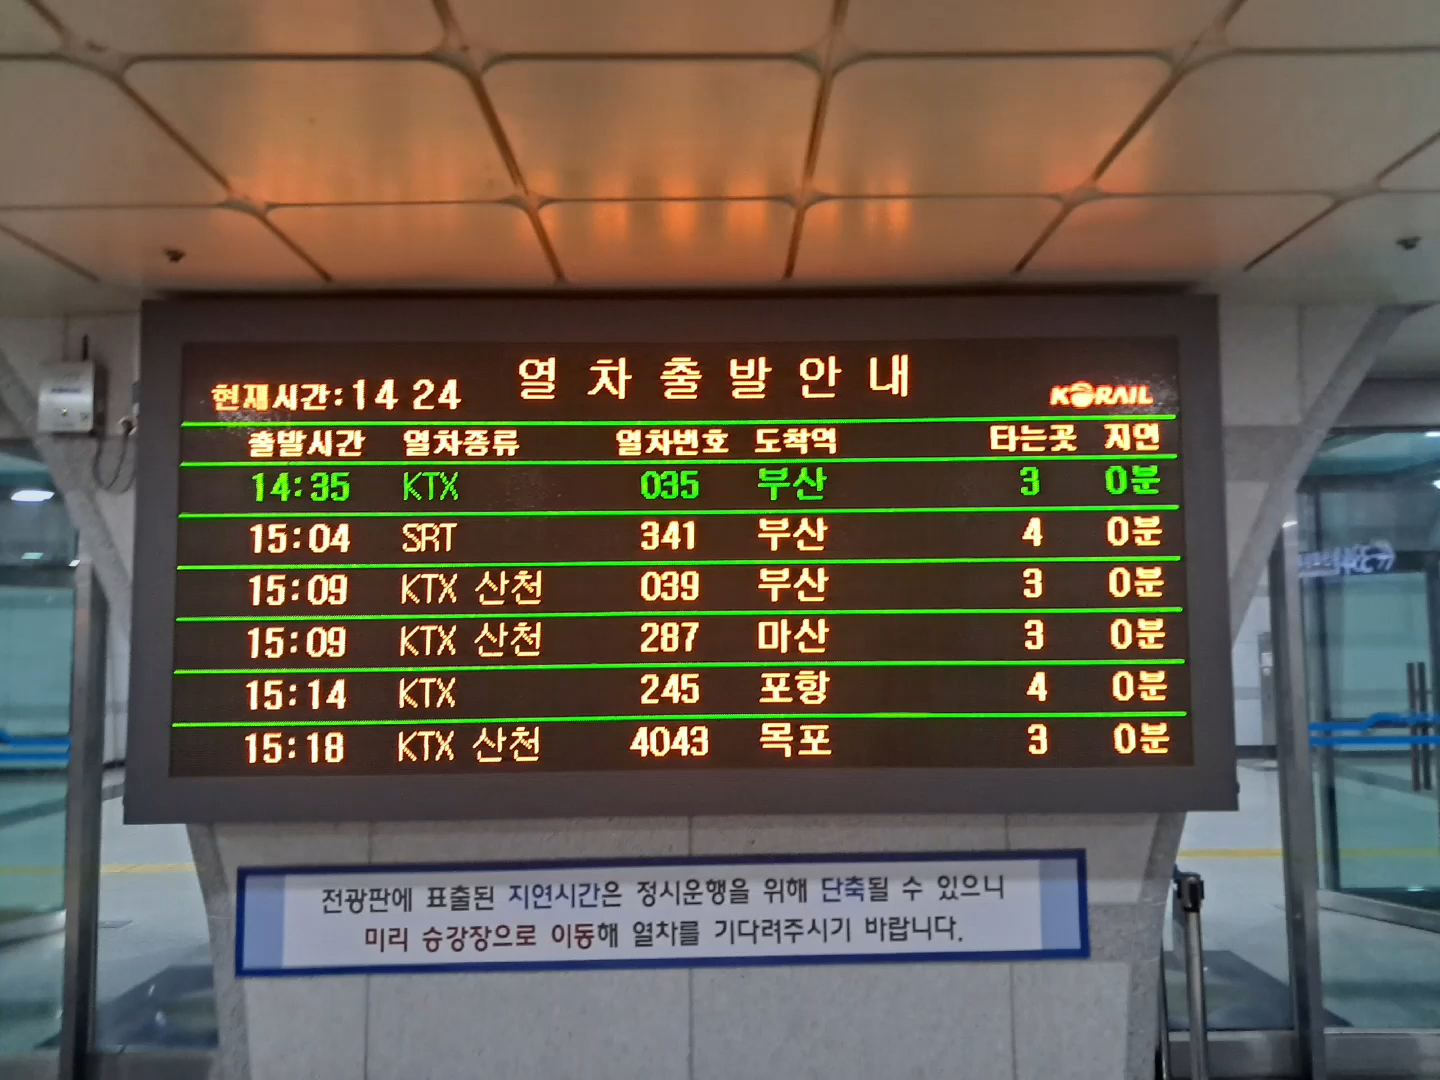 열차출발안내
현재시간:14 24
KORAIL
출발시간 열차종류 열차번호 도착역 타는곳 지연
14:35 KTX 035 부산 3 0분
15:04 SRT 341 부산 4 0분
15:09 KTX 산천 039 부산 3 0분
15:09 KTX 산천 287 마산 3 0분
15:14 KTX 245 포항 4 0분
15:18 KTX 산천 4043 목포 3 0분
전광판에 표출된 지연시간은 정시운행을 위해 단축될 수 있으니
미리 승강장으로 이동해 열차를 기다려주시기 바랍니다.